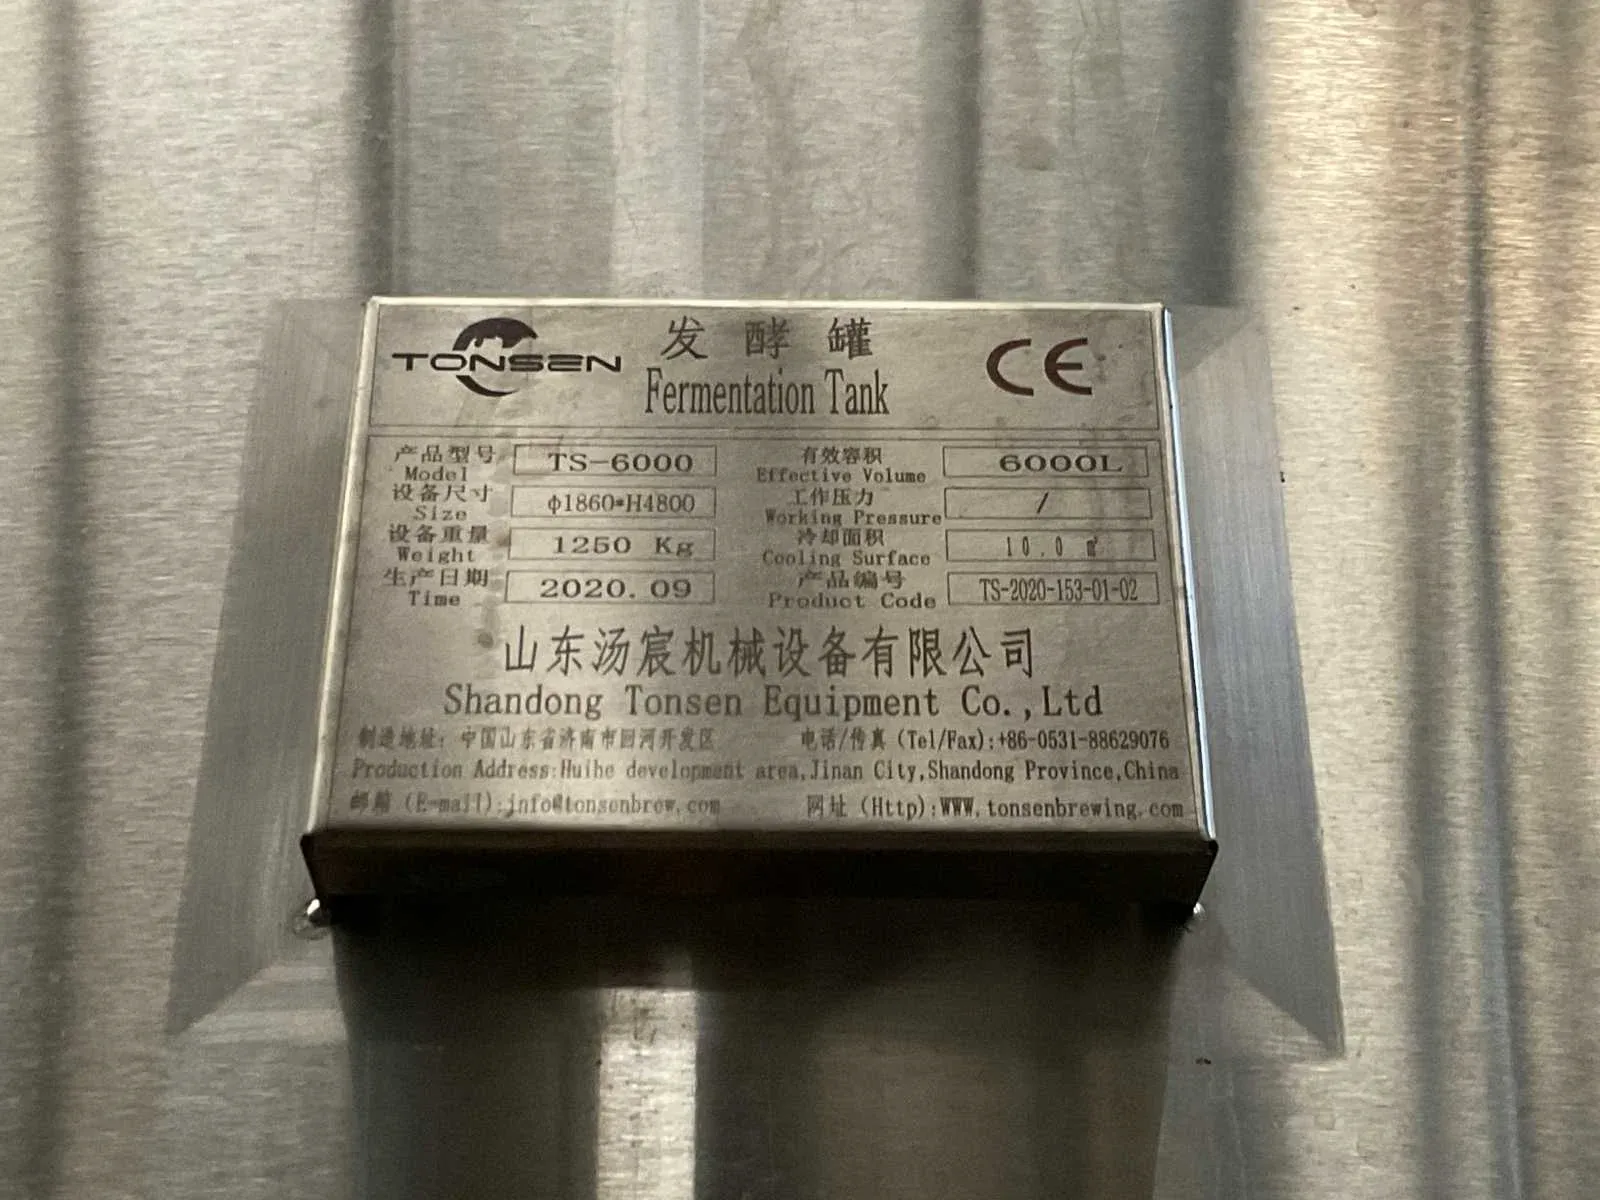 TONSEN
发酵罐
Fermentation Tank
CE
产品型号 TS-6000 有效容积 6000L
Model Effective Volume
设备尺寸 φ1860*H4800 工作压力 /
Size Working Pressure
设备重量 1250 Kg 冷却面积 10.0 ㎡
Weight Cooling Surface
生产日期 2020.09 产品编号 TS-2020-153-01-02
Time Product Code
山东汤宸机械设备有限公司
Shandong Tonsen Equipment Co.,Ltd
制造地址: 中国山东省济南市回河开发区 电话/传真 (Tel/Fax):+86-0531-88629076
Production Address:Huihe development area,Jinan City,Shandong Province,China
邮箱 (E-mail):info@tonsenbrew.com 网址 (Http):WWW.tonsenbrewing.com